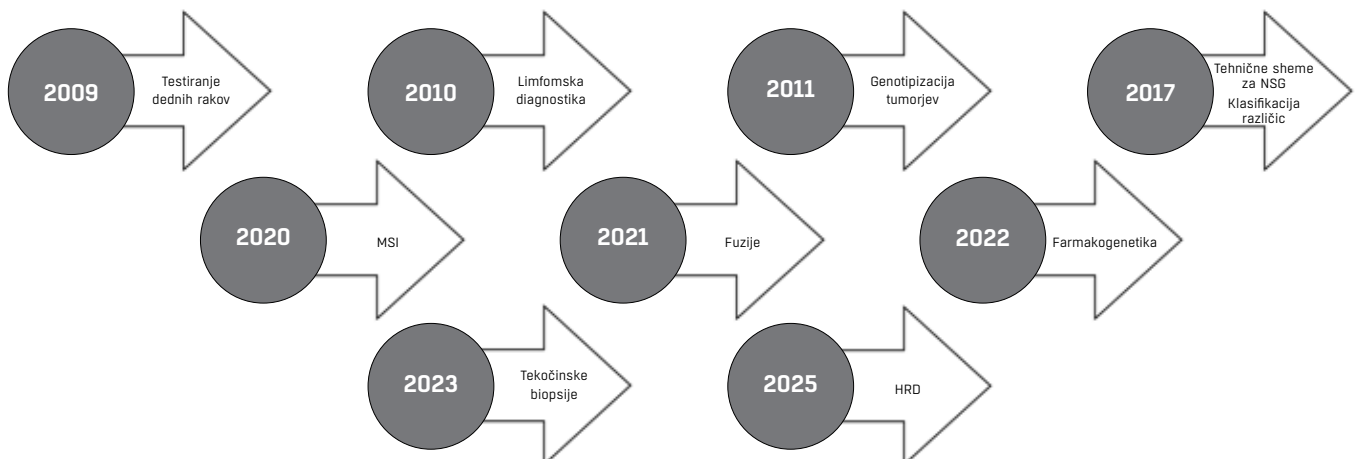 2009
Testiranje
dednih rakov
2010
Limfomska
diagnostika
2011
Genotipizacija
tumorjev
2017
Tehnične sheme
za NSG
Klasifikacija
različic
2020
MSI
2021
Fuzije
2022
Farmakogenetika
2023
Tekočinske
biopsije
2025
HRD